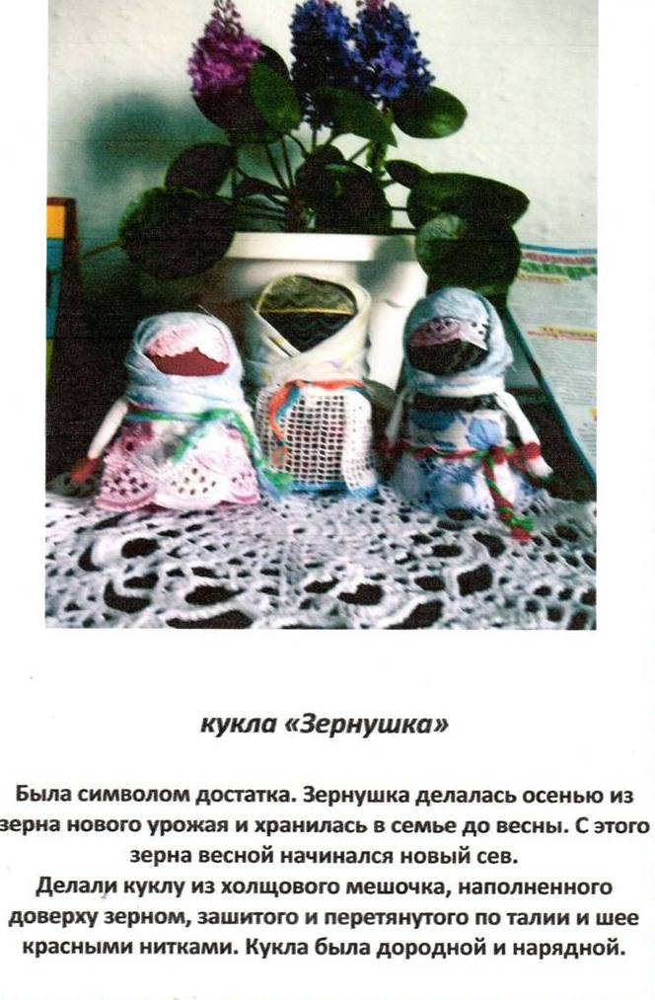 кукла «Зернушка»
Была символом достатка. Зернушка делалась осенью из
зерна нового урожая и хранилась в семье до весны. С этого
зерна весной начинался новый сев.
Делали куклу из холщового мешочка, наполненного
доверху зерном, зашитого и перетянутого по талии и шее
красными нитками. Кукла была дородной и нарядной.